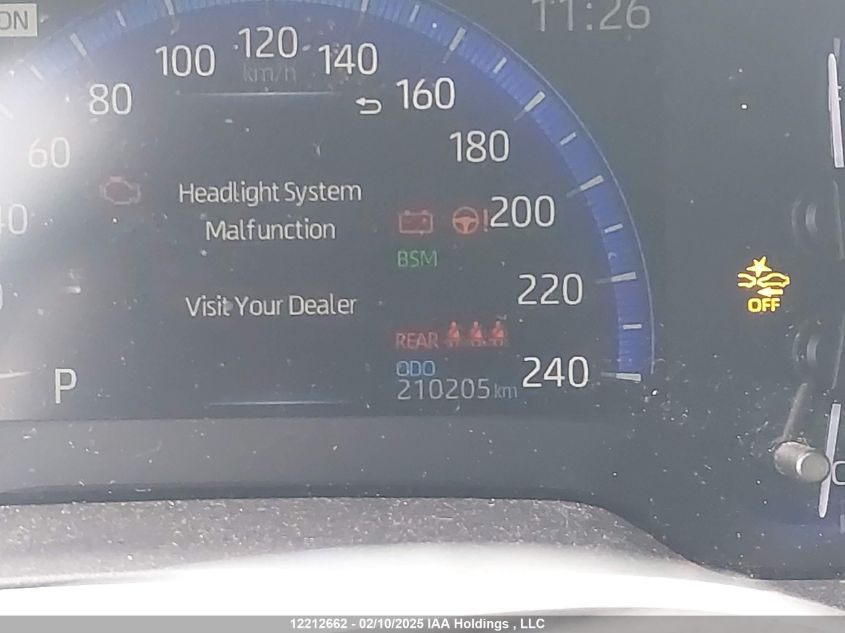 ON
11:26
120
100
140
km/h
80
160
60
180
Headlight System
200
Malfunction
BSM
220
Visit Your Dealer
OFF
REAR
ODO
240
P
210205 km
12212662 - 02/10/2025 IAA Holdings , LLC